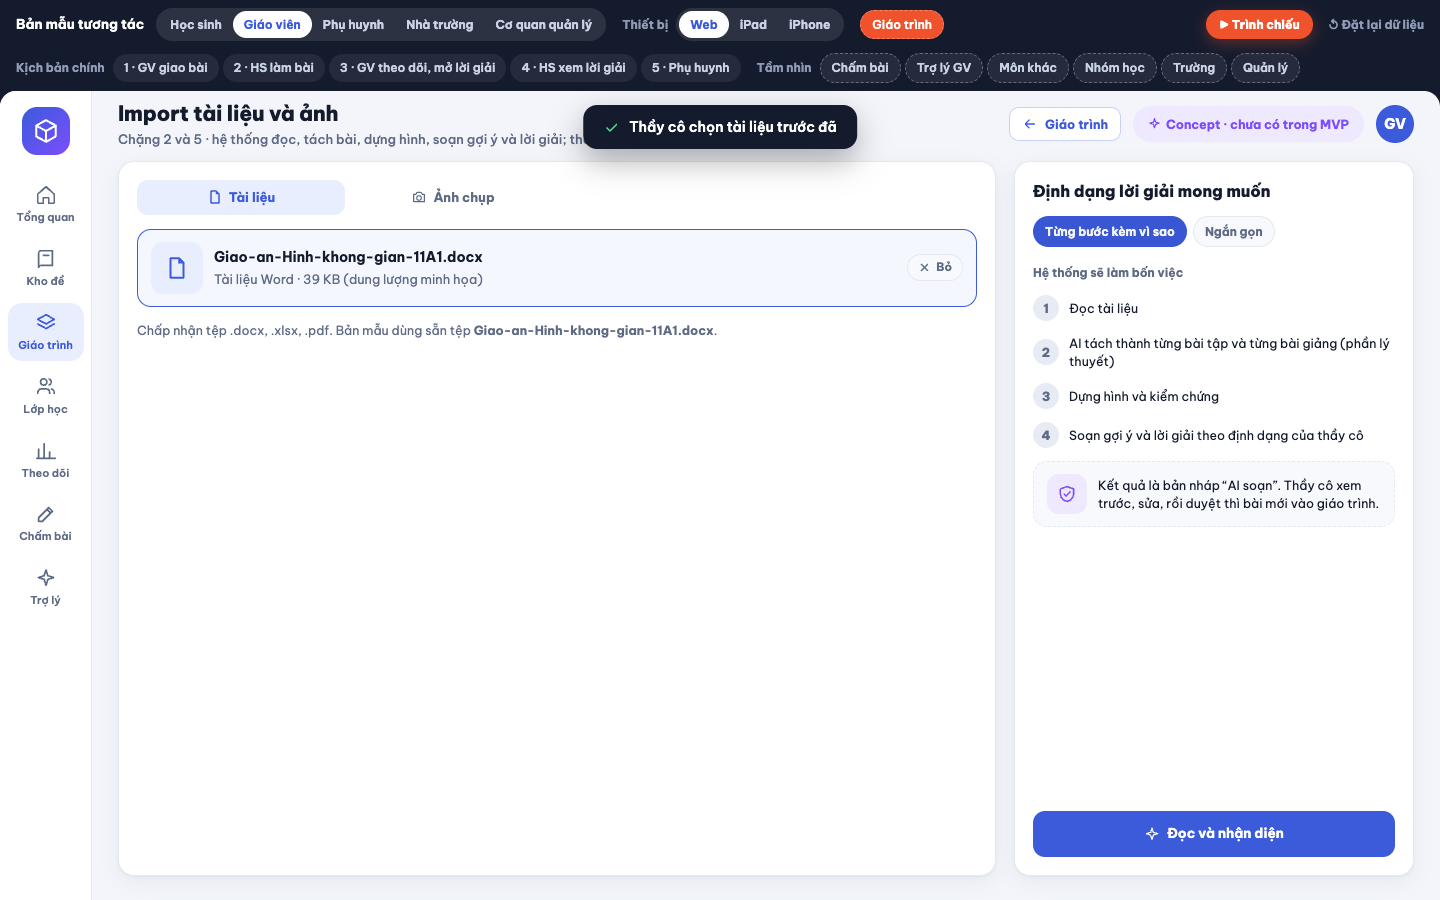 Bản mẫu tương tác
Học sinh
Giáo viên
Phụ huynh
Nhà trường
Cơ quan quản lý
Thiết bị
Web
iPad
iPhone
Giáo trình
Trình chiếu
Đặt lại dữ liệu
Kịch bản chính
1 · GV giao bài
2 · HS làm bài
3 · GV theo dõi, mở lời giải
4 · HS xem lời giải
5 · Phụ huynh
Tầm nhìn
Chấm bài
Trợ lý GV
Môn khác
Nhóm học
Trường
Quản lý
Tổng quan
Kho đề
Giáo trình
Lớp học
Theo dõi
Chấm bài
Trợ lý
Import tài liệu và ảnh
Chặng 2 và 5 · hệ thống đọc, tách bài, dựng hình, soạn gợi ý và lời giải;
Thầy cô chọn tài liệu trước đã
Giáo trình
Concept · chưa có trong MVP
GV
Tài liệu
Ảnh chụp
Giao-an-Hinh-khong-gian-11A1.docx
Tài liệu Word · 39 KB (dung lượng minh họa)
Bỏ
Chấp nhận tệp .docx, .xlsx, .pdf. Bản mẫu dùng sẵn tệp Giao-an-Hinh-khong-gian-11A1.docx.
Định dạng lời giải mong muốn
Từng bước kèm vì sao
Ngắn gọn
Hệ thống sẽ làm bốn việc
1 Đọc tài liệu
2 AI tách thành từng bài tập và từng bài giảng (phần lý
thuyết)
3 Dựng hình và kiểm chứng
4 Soạn gợi ý và lời giải theo định dạng của thầy cô
Kết quả là bản nháp “AI soạn”. Thầy cô xem
trước, sửa, rồi duyệt thì bài mới vào giáo trình.
Đọc và nhận diện